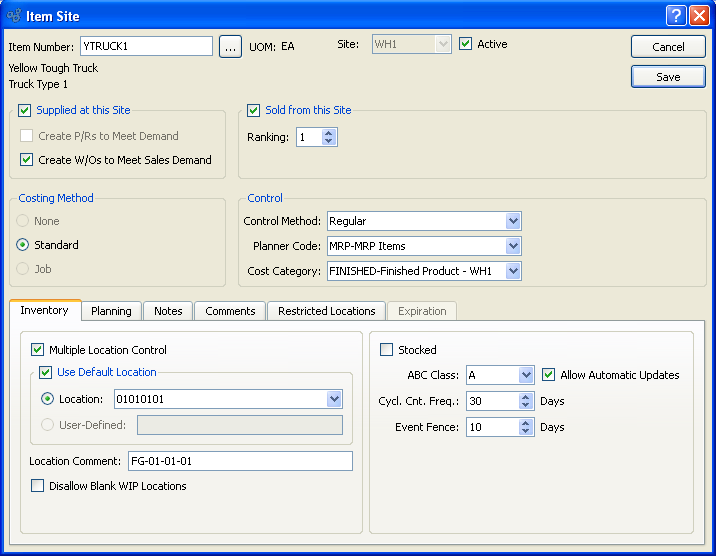 Item Site
Item Number: YTRUCK1 ... UOM: EA Site: WH1 Active Cancel
Yellow Tough Truck
Truck Type 1 Save
Supplied at this Site Sold from this Site
Create P/Rs to Meet Demand Ranking: 1
Create W/Os to Meet Sales Demand
Costing Method Control
None Control Method: Regular
Standard Planner Code: MRP-MRP Items
Job Cost Category: FINISHED-Finished Product - WH1
Inventory Planning Notes Comments Restricted Locations Expiration
Multiple Location Control Stocked
Use Default Location ABC Class: A Allow Automatic Updates
Location: 01010101 Cycl. Cnt. Freq.: 30 Days
User-Defined: Event Fence: 10 Days
Location Comment: FG-01-01-01
Disallow Blank WIP Locations